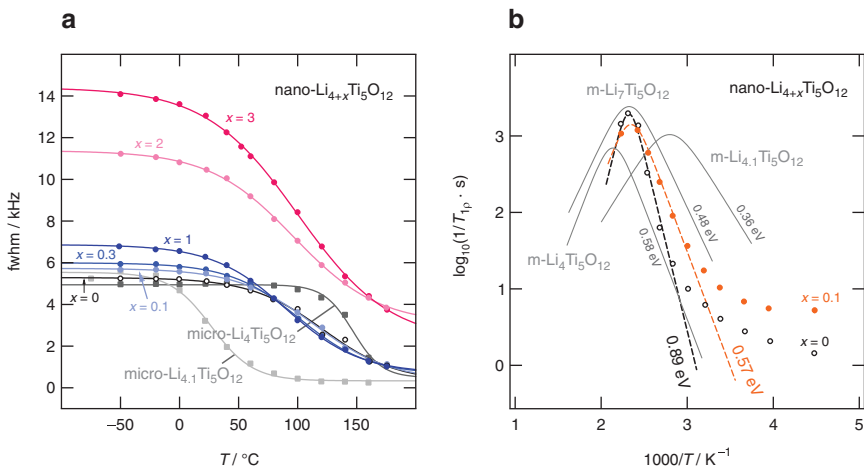 a
nano-Li4+xTi5O12
14
12
10
8
6
4
2
0
fwhm / kHz
x = 3
x = 2
x = 1
x = 0.3
x = 0
x = 0.1
micro-Li4Ti5O12
micro-Li4.1Ti5O12
−50
0
50
100
150
T / °C
b
m-Li7Ti5O12
nano-Li4+xTi5O12
m-Li4.1Ti5O12
m-Li4Ti5O12
3
2
1
0
log10(1/T1ρ · s)
0.58 eV
0.48 eV
0.36 eV
x = 0.1
x = 0
0.89 eV
0.57 eV
1
2
3
4
5
1000/T / K−1